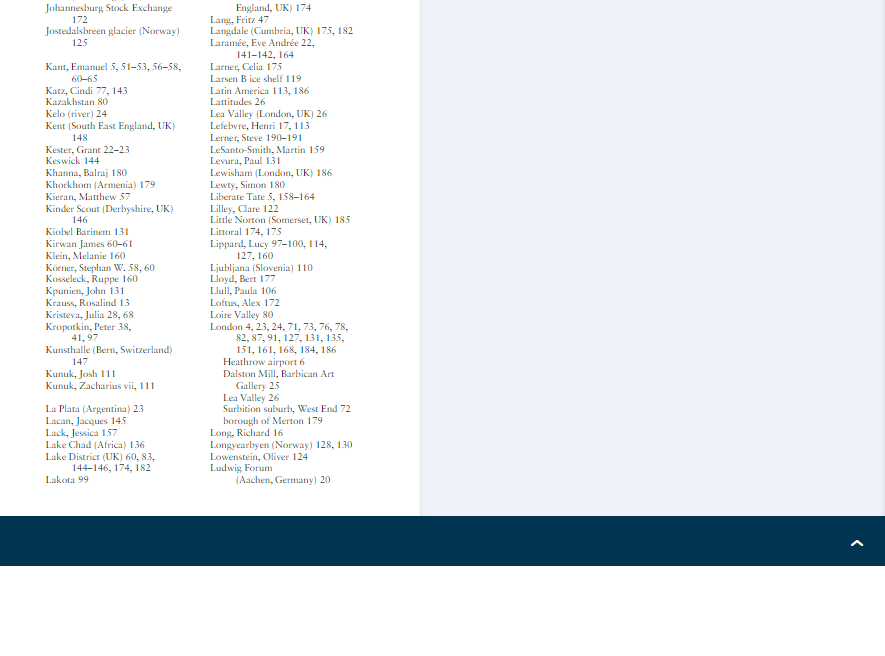 Johannesburg Stock Exchange
172
Jostedalsbreen glacier (Norway)
125
Kant, Emanuel 5, 51–53, 56–58,
60–65
Katz, Cindi 77, 143
Kazakhstan 80
Kelo (river) 24
Kent (South East England, UK)
148
Kester, Grant 22–23
Keswick 144
Khanna, Balraj 180
Khorkhom (Armenia) 179
Kieran, Matthew 57
Kinder Scout (Derbyshire, UK)
146
Kiobel Barinem 131
Kirwan James 60–61
Klein, Melanie 160
Körner, Stephan W. 58, 60
Kosseleck, Ruppe 160
Kpunien, John 131
Krauss, Rosalind 13
Kristeva, Julia 28, 68
Kropotkin, Peter 38,
41, 97
Kunsthalle (Bern, Switzerland)
147
Kunuk, Josh 111
Kunuk, Zacharius vii, 111
La Plata (Argentina) 23
Lacan, Jacques 145
Lack, Jessica 157
Lake Chad (Africa) 136
Lake District (UK) 60, 83,
144–146, 174, 182
Lakota 99
England, UK) 174
Lang, Fritz 47
Langdale (Cumbria, UK) 175, 182
Laramée, Eve Andrée 22,
141–142, 164
Larner, Celia 175
Larsen B ice shelf 119
Latin America 113, 186
Lattitudes 26
Lea Valley (London, UK) 26
Lefebvre, Henri 17, 113
Lerner, Steve 190–191
LeSanto-Smith, Martin 159
Levura, Paul 131
Lewisham (London, UK) 186
Lewty, Simon 180
Liberate Tate 5, 158–164
Lilley, Clare 122
Little Norton (Somerset, UK) 185
Littoral 174, 175
Lippard, Lucy 97–100, 114,
127, 160
Ljubljana (Slovenia) 110
Lloyd, Bert 177
Llull, Paula 106
Loftus, Alex 172
Loire Valley 80
London 4, 23, 24, 71, 73, 76, 78,
82, 87, 91, 127, 131, 135,
151, 161, 168, 184, 186
Heathrow airport 6
Dalston Mill, Barbican Art
Gallery 25
Lea Valley 26
Surbition suburb, West End 72
borough of Merton 179
Long, Richard 16
Longyearbyen (Norway) 128, 130
Lowenstein, Oliver 124
Ludwig Forum
(Aachen, Germany) 20